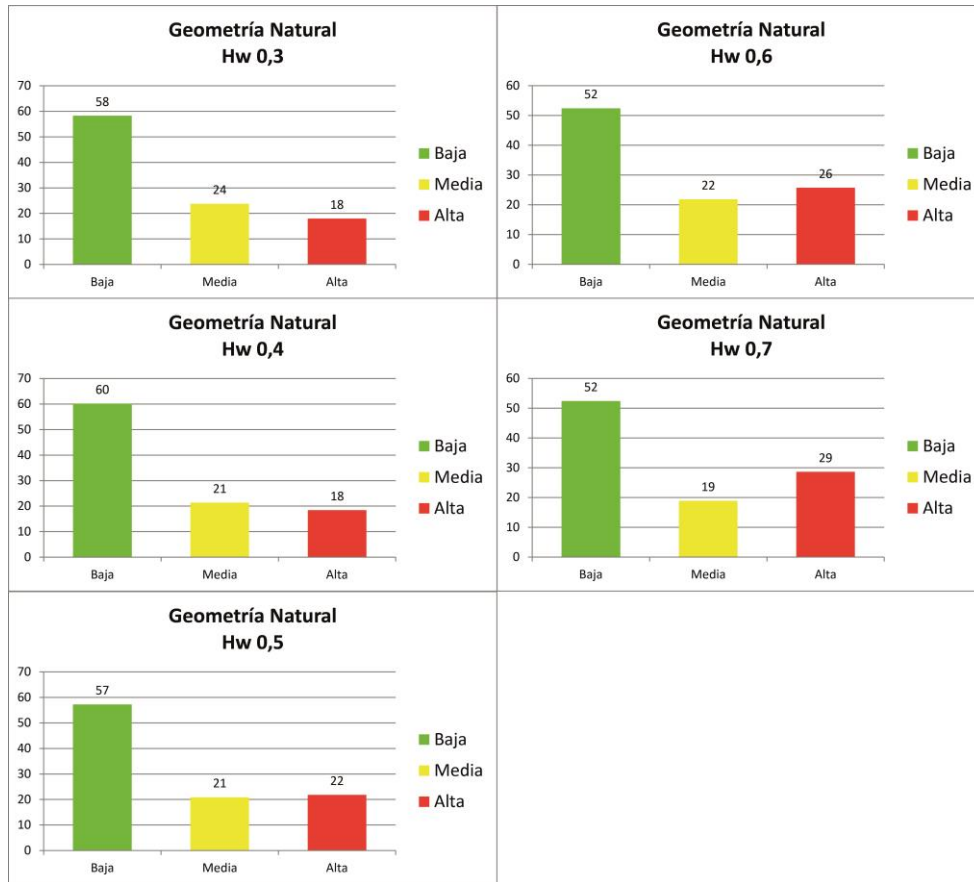 Geometría Natural
Hw 0,3
70
60
50
40
30
20
10
0
58
24
18
Baja
Media
Alta
Baja
Media
Alta
Geometría Natural
Hw 0,6
60
50
40
30
20
10
0
52
22
26
Baja
Media
Alta
Baja
Media
Alta
Geometría Natural
Hw 0,4
70
60
50
40
30
20
10
0
60
21
18
Baja
Media
Alta
Baja
Media
Alta
Geometría Natural
Hw 0,7
60
50
40
30
20
10
0
52
19
29
Baja
Media
Alta
Baja
Media
Alta
Geometría Natural
Hw 0,5
70
60
50
40
30
20
10
0
57
21
22
Baja
Media
Alta
Baja
Media
Alta